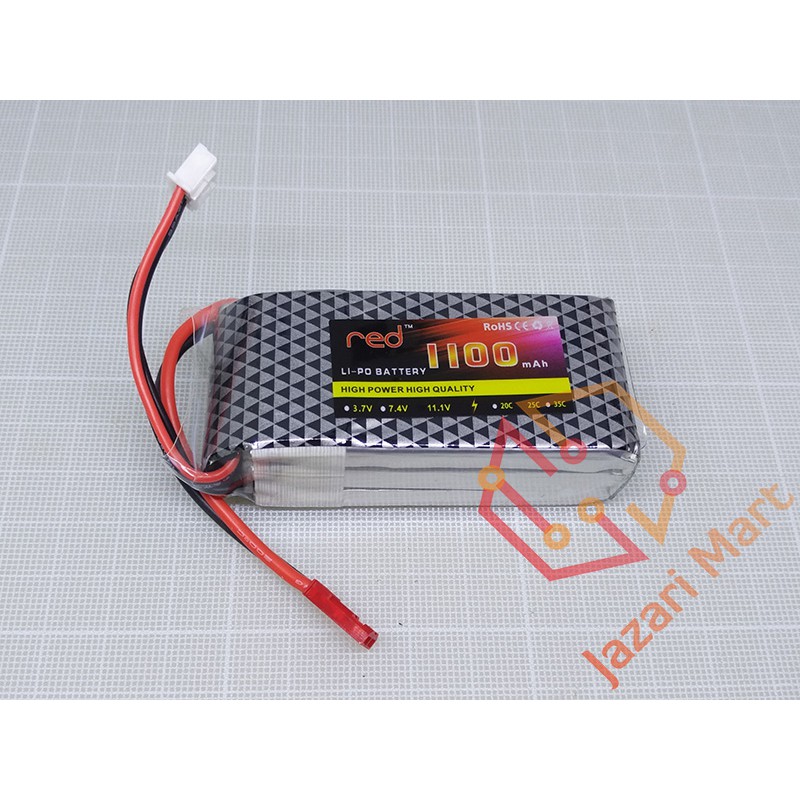 red™
RoHS CE
1100 mAh
LI-PO BATTERY
HIGH POWER HIGH QUALITY
3.7V 7.4V 11.1V 20C 25C 35C
Jazari Mart